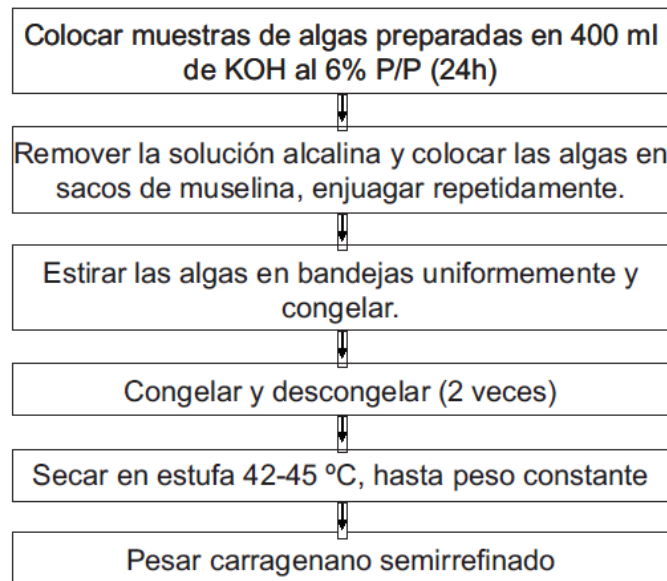 Colocar muestras de algas preparadas en 400 ml
de KOH al 6% P/P (24h)
Remover la solución alcalina y colocar las algas en
sacos de muselina, enjuagar repetidamente.
Estirar las algas en bandejas uniformemente y
congelar.
Congelar y descongelar (2 veces)
Secar en estufa 42-45 ºC, hasta peso constante
Pesar carragenano semirrefinado